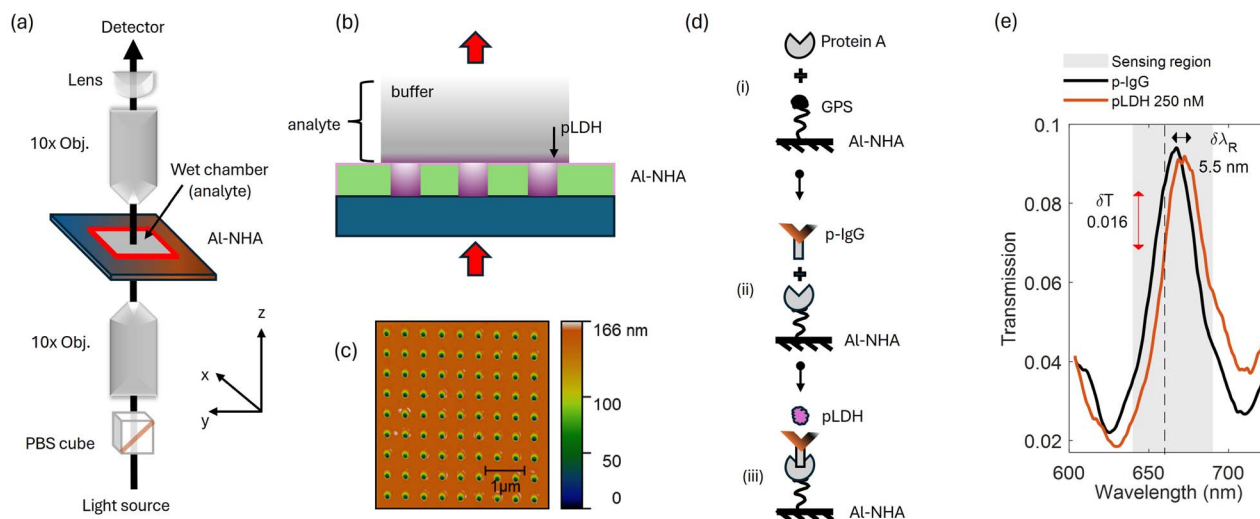 (a)
Detector
Lens
10x Obj.
Wet chamber
(analyte)
Al-NHA
10x Obj.
PBS cube
Light source
z
x
y
(b)
buffer
analyte
pLDH
Al-NHA
(c)
166 nm
100
50
0
1µm
(d)
Protein A
(i)
GPS
Al-NHA
p-IgG
(ii)
Al-NHA
pLDH
(iii)
Al-NHA
(e)
Sensing region
p-IgG
pLDH 250 nM
0.1
0.08
0.06
0.04
0.02
Transmission
δλR
5.5 nm
δT
0.016
600
650
700
Wavelength (nm)